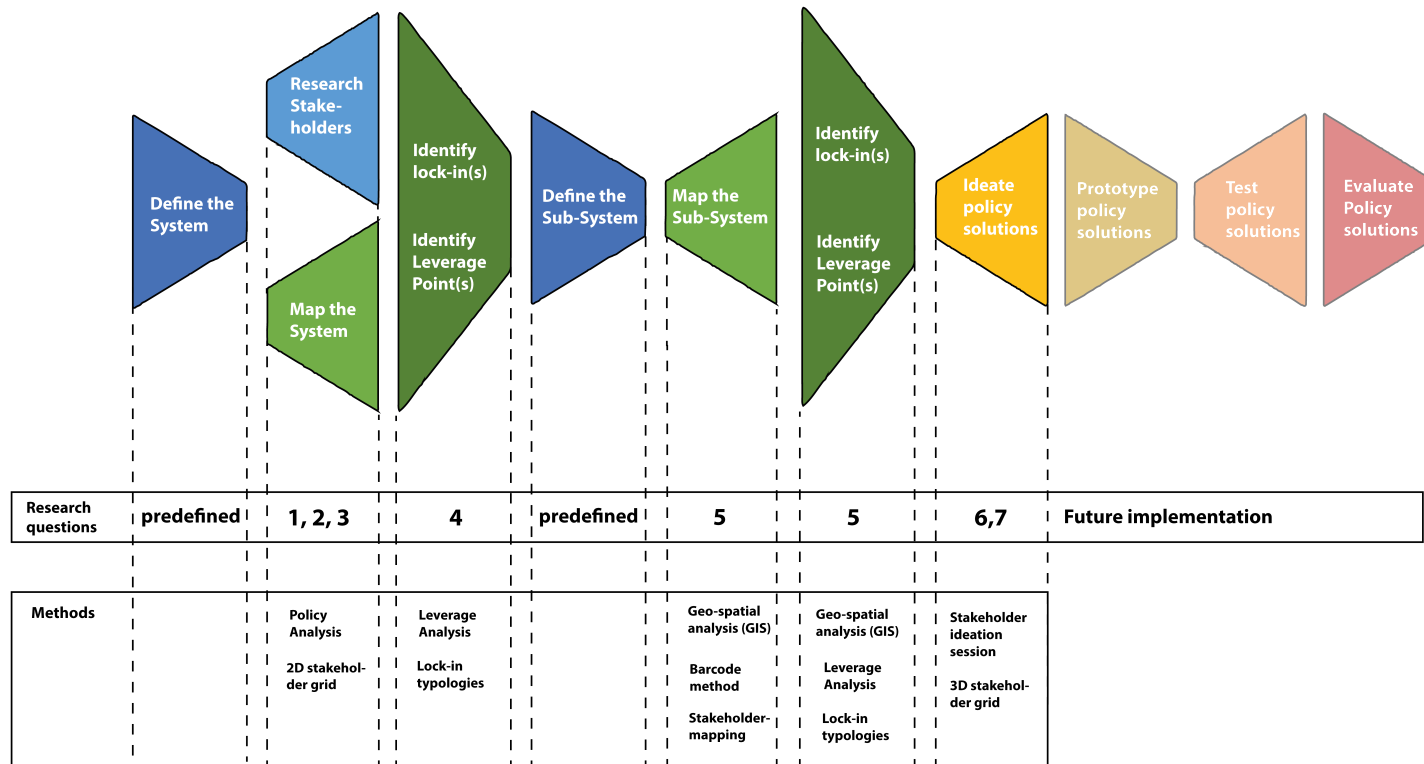 Define the
System
Research
Stake-
holders
Map the
System
Identify
lock-in(s)
Identify
Leverage
Point(s)
Define the
Sub-System
Map the
Sub-System
Identify
lock-in(s)
Identify
Leverage
Point(s)
Ideate
policy
solutions
Prototype
policy
solutions
Test
policy
solutions
Evaluate
Policy
solutions
Research
questions
predefined
1, 2, 3
4
predefined
5
5
6,7
Future implementation
Methods
Policy
Analysis
2D stakehol-
der grid
Leverage
Analysis
Lock-in
typologies
Geo-spatial
analysis (GIS)
Barcode
method
Stakeholder-
mapping
Geo-spatial
analysis (GIS)
Leverage
Analysis
Lock-in
typologies
Stakeholder
ideation
session
3D stakehol-
der grid